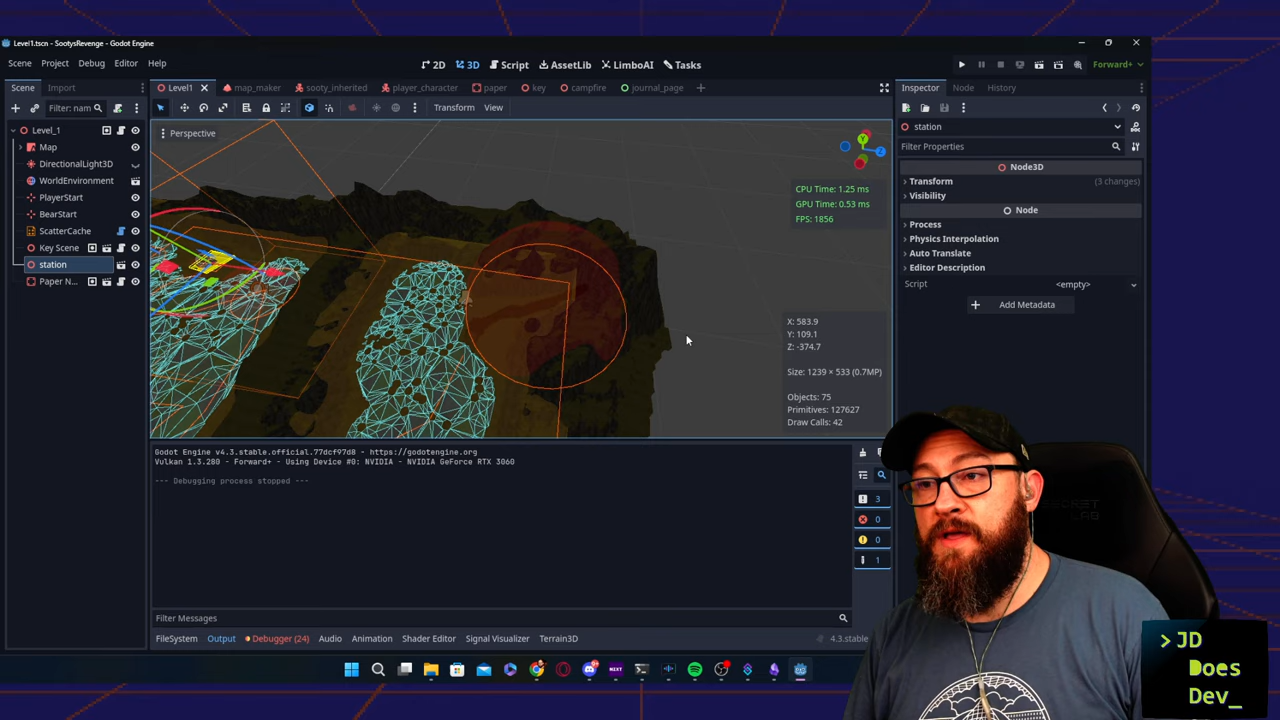 Level1.tscn - SootysRevenge - Godot Engine
Scene Project Debug Editor Help
2D 3D Script AssetLib LimboAI Tasks
Forward+
Scene Import
Level1 map_maker sooty_inherited player_character paper key campfire journal_page
Inspector Node History
Filter: nam
Transform View
Perspective
Level_1
Map
DirectionalLight3D
WorldEnvironment
PlayerStart
BearStart
ScatterCache
Key Scene
station
Paper N...
CPU Time: 1.25 ms
GPU Time: 0.53 ms
FPS: 1856
X: 583.9
Y: 109.1
Z: -374.7
Size: 1239 × 533 (0.7MP)
Objects: 75
Primitives: 127627
Draw Calls: 42
station
Filter Properties
Node3D
Transform (3 changes)
Visibility
Node
Process
Physics Interpolation
Auto Translate
Editor Description
Script <empty>
Add Metadata
Godot Engine v4.3.stable.official.77dcf97d8 - https://godotengine.org
Vulkan 1.3.280 - Forward+ - Using Device #0: NVIDIA - NVIDIA GeForce RTX 3060
--- Debugging process stopped ---
3
0
0
1
Filter Messages
FileSystem Output Debugger (24) Audio Animation Shader Editor Signal Visualizer Terrain3D
4.3.stable
> JD
Does
Dev_